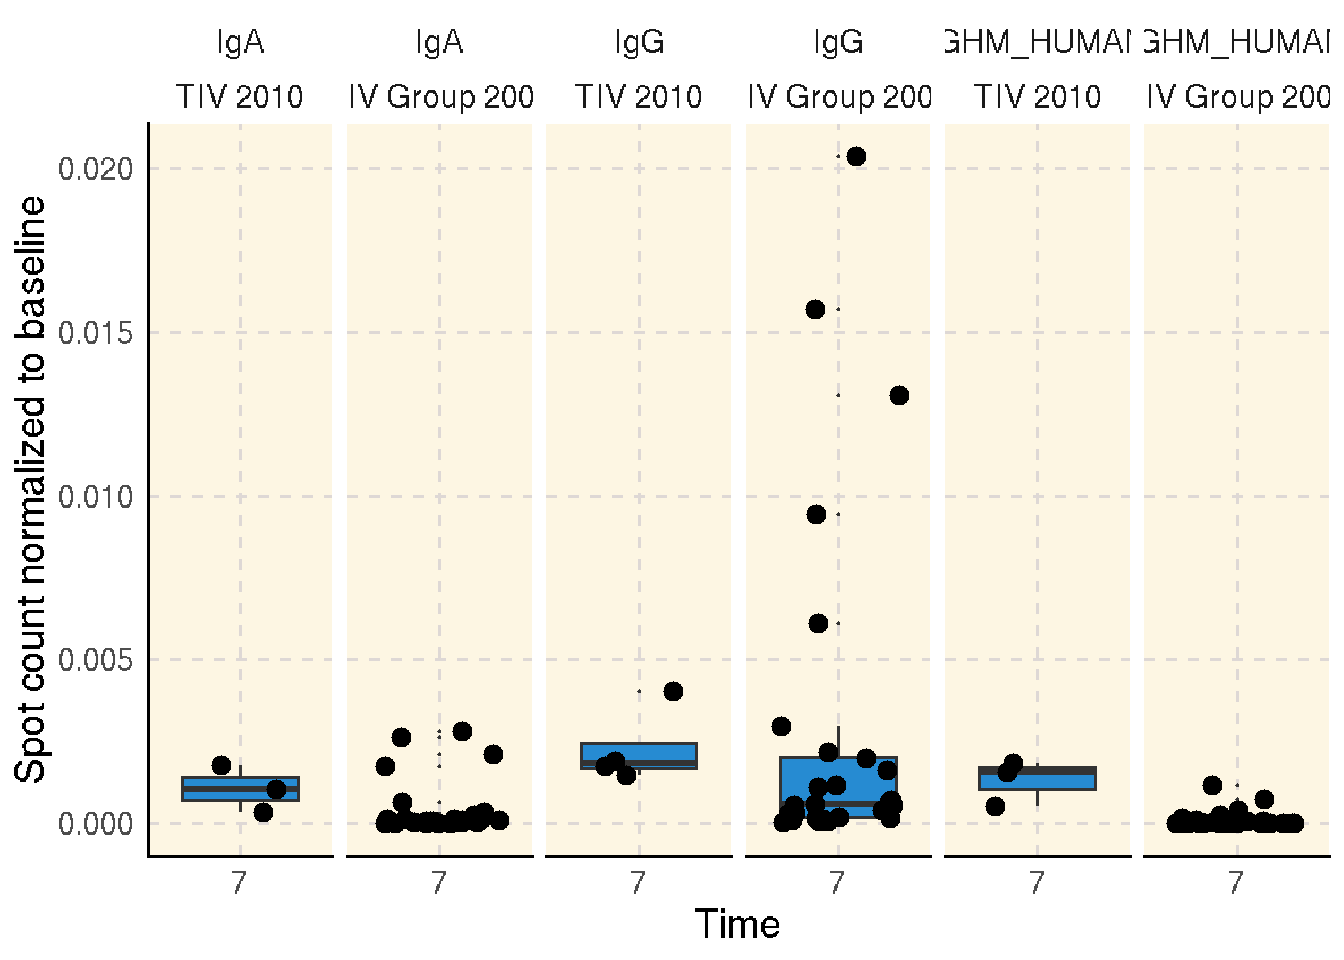 IgA IgA IgG IgG GHM_HUMAN GHM_HUMAN
TIV 2010 IV Group 200 TIV 2010 IV Group 200 TIV 2010 IV Group 200
Spot count normalized to baseline
0.020
0.015
0.010
0.005
0.000
7 7 7 7 7 7
Time